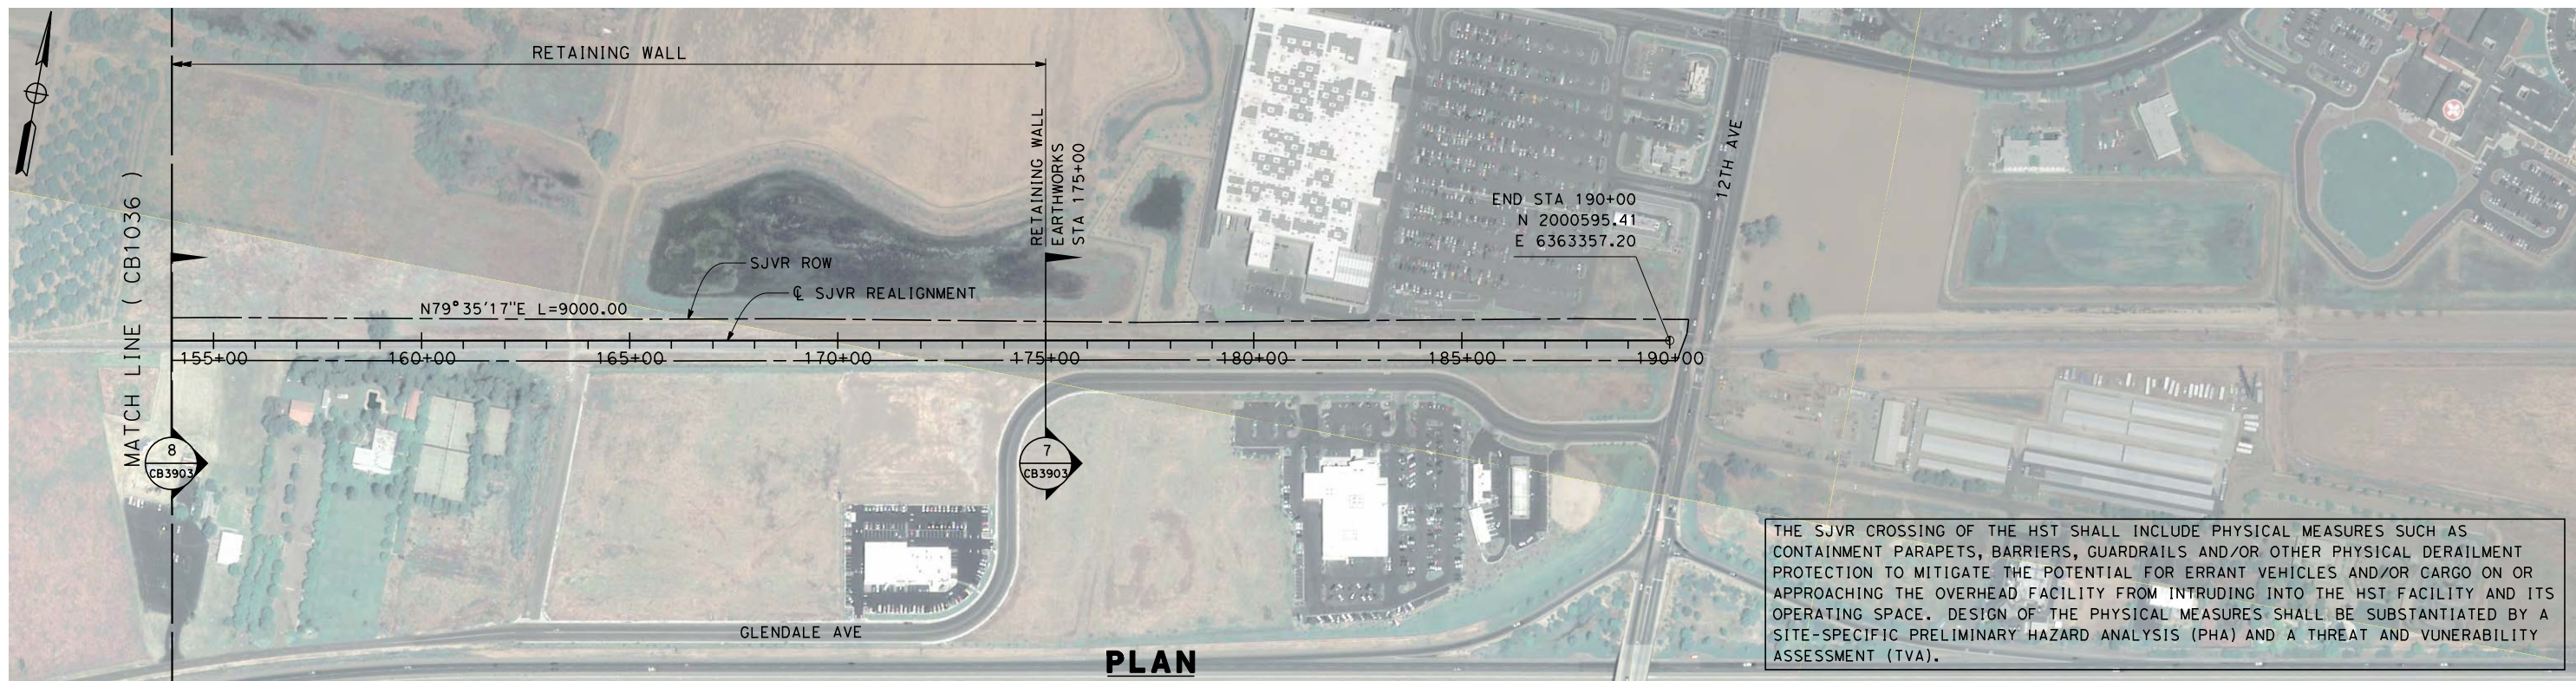 RETAINING WALL
MATCH LINE ( CB1036 )
RETAINING WALL
EARTHWORKS
STA 175+00
12TH AVE
END STA 190+00
N 2000595.41
E 6363357.20
SJVR ROW
℄ SJVR REALIGNMENT
N79°35'17"E L=9000.00
155+00 160+00 165+00 170+00 175+00 180+00 185+00 190+00
8
CB3903
7
CB3903
GLENDALE AVE
PLAN
THE SJVR CROSSING OF THE HST SHALL INCLUDE PHYSICAL MEASURES SUCH AS
CONTAINMENT PARAPETS, BARRIERS, GUARDRAILS AND/OR OTHER PHYSICAL DERAILMENT
PROTECTION TO MITIGATE THE POTENTIAL FOR ERRANT VEHICLES AND/OR CARGO ON OR
APPROACHING THE OVERHEAD FACILITY FROM INTRUDING INTO THE HST FACILITY AND ITS
OPERATING SPACE. DESIGN OF THE PHYSICAL MEASURES SHALL BE SUBSTANTIATED BY A
SITE-SPECIFIC PRELIMINARY HAZARD ANALYSIS (PHA) AND A THREAT AND VUNERABILITY
ASSESSMENT (TVA).